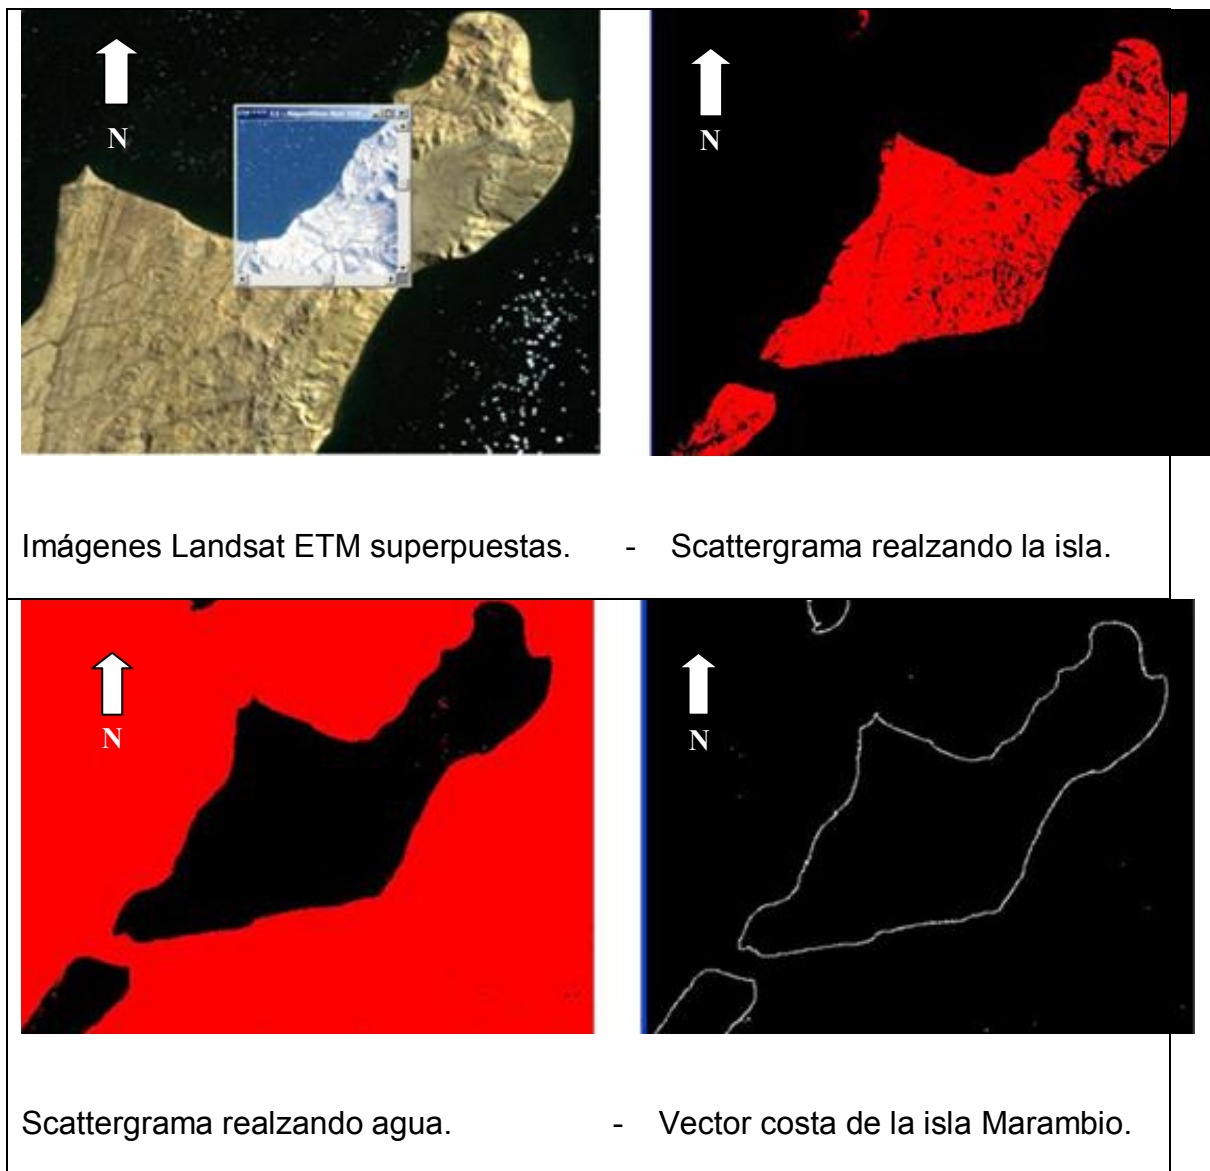 N
N
Imágenes Landsat ETM superpuestas. - Scattergrama realzando la isla.
N
N
Scattergrama realzando agua. - Vector costa de la isla Marambio.